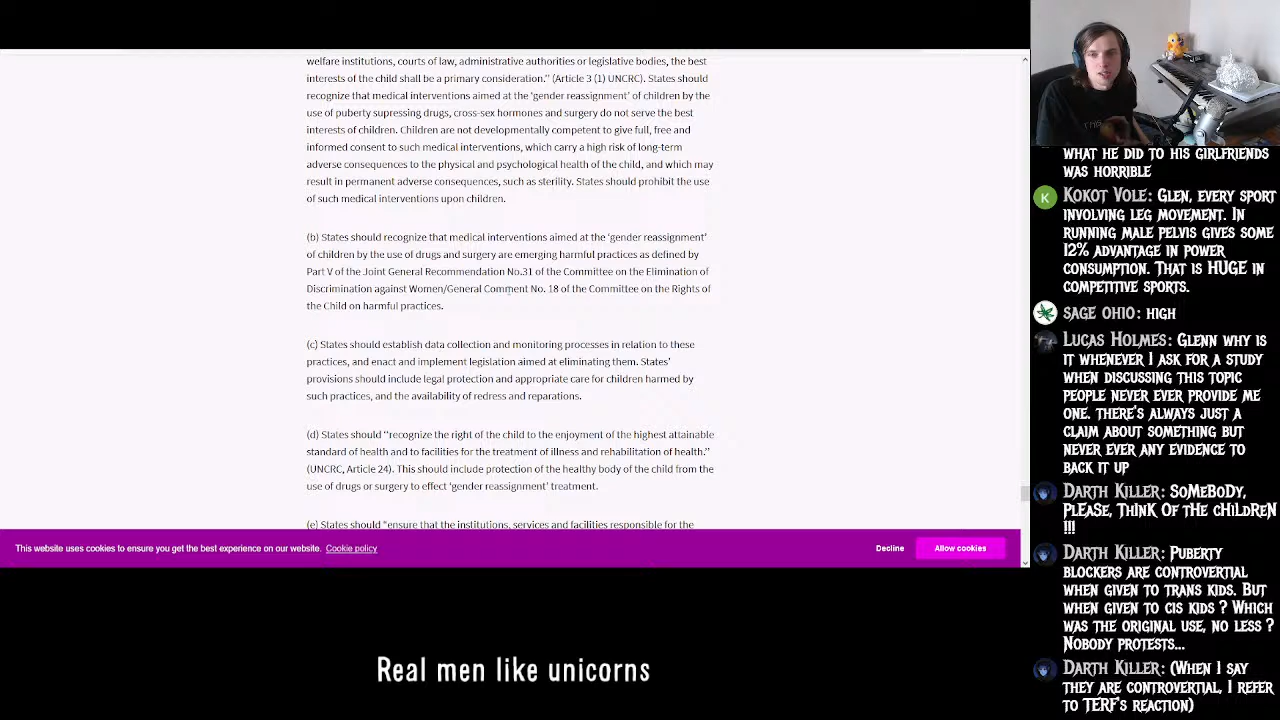 welfare institutions, courts of law, administrative authorities or legislative bodies, the best
interests of the child shall be a primary consideration." (Article 3 (1) UNCRC). States should
recognize that medical interventions aimed at the 'gender reassignment' of children by the
use of puberty supressing drugs, cross-sex hormones and surgery do not serve the best
interests of children. Children are not developmentally competent to give full, free and
informed consent to such medical interventions, which carry a high risk of long-term
adverse consequences to the physical and psychological health of the child, and which may
result in permanent adverse consequences, such as sterility. States should prohibit the use
of such medical interventions upon children.
(b) States should recognize that medical interventions aimed at the 'gender reassignment'
of children by the use of drugs and surgery are emerging harmful practices as defined by
Part V of the Joint General Recommendation No.31 of the Committee on the Elimination of
Discrimination against Women/General Comment No. 18 of the Committee on the Rights of
the Child on harmful practices.
(c) States should establish data collection and monitoring processes in relation to these
practices, and enact and implement legislation aimed at eliminating them. States'
provisions should include legal protection and appropriate care for children harmed by
such practices, and the availability of redress and reparations.
(d) States should "recognize the right of the child to the enjoyment of the highest attainable
standard of health and to facilities for the treatment of illness and rehabilitation of health."
(UNCRC, Article 24). This should include protection of the healthy body of the child from the
use of drugs or surgery to effect 'gender reassignment' treatment.
(e) States should "ensure that the institutions, services and facilities responsible for the
This website uses cookies to ensure you get the best experience on our website. Cookie policy
Decline
Allow cookies
Real men like unicorns
WHAT HE DID TO HIS GIRLFRIENDS
WAS HORRIBLE
K
KOKOT VOLE: GLEN, EVERY SPORT
INVOLVING LEG MOVEMENT. IN
RUNNING MALE PELVIS GIVES SOME
12% ADVANTAGE IN POWER
CONSUMPTION. THAT IS HUGE IN
COMPETITIVE SPORTS.
SAGE OHIO: HIGH
LUCAS HOLMES: GLENN WHY IS
IT WHENEVER I ASK FOR A STUDY
WHEN DISCUSSING THIS TOPIC
PEOPLE NEVER EVER PROVIDE ME
ONE. THERE'S ALWAYS JUST A
CLAIM ABOUT SOMETHING BUT
NEVER EVER ANY EVIDENCE TO
BACK IT UP
DARTH KILLER: SOMEBODY,
PLEASE, THINK OF THE CHILDREN
!!!
DARTH KILLER: PUBERTY
BLOCKERS ARE CONTROVERTIAL
WHEN GIVEN TO TRANS KIDS. BUT
WHEN GIVEN TO CIS KIDS ? WHICH
WAS THE ORIGINAL USE, NO LESS ?
NOBODY PROTESTS...
DARTH KILLER: (WHEN I SAY
THEY ARE CONTROVERTIAL, I REFER
TO TERF'S REACTION)